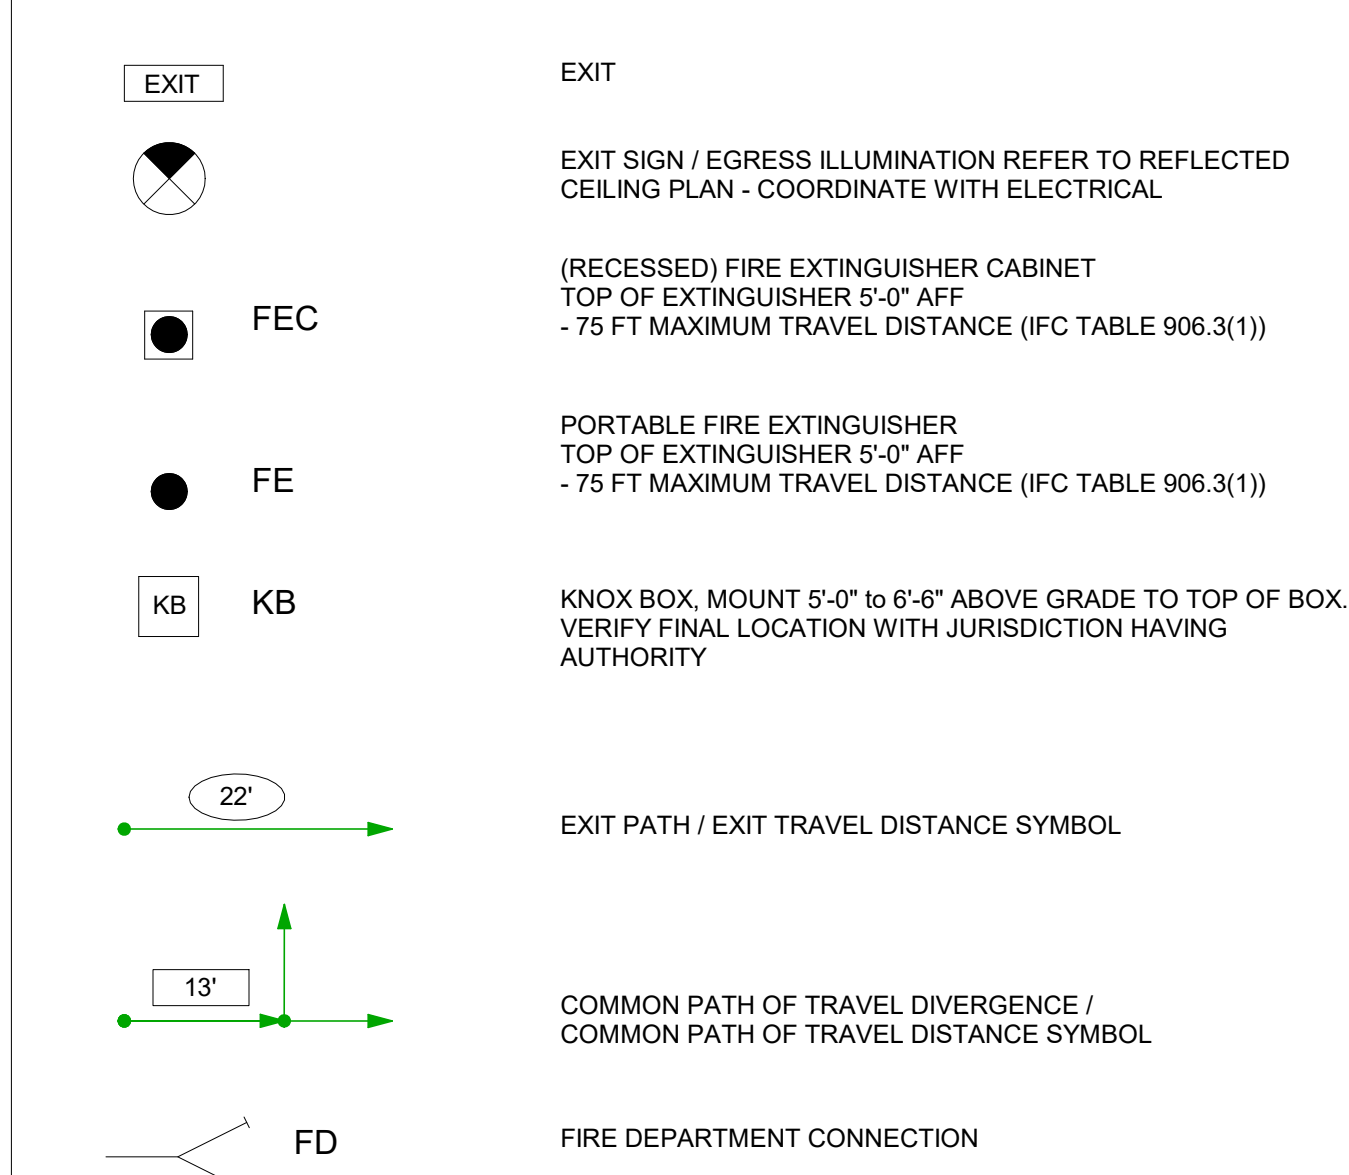 EXIT
EXIT
EXIT SIGN / EGRESS ILLUMINATION REFER TO REFLECTED
CEILING PLAN - COORDINATE WITH ELECTRICAL
FEC
(RECESSED) FIRE EXTINGUISHER CABINET
TOP OF EXTINGUISHER 5'-0" AFF
- 75 FT MAXIMUM TRAVEL DISTANCE (IFC TABLE 906.3(1))
FE
PORTABLE FIRE EXTINGUISHER
TOP OF EXTINGUISHER 5'-0" AFF
- 75 FT MAXIMUM TRAVEL DISTANCE (IFC TABLE 906.3(1))
KB
KB
KNOX BOX, MOUNT 5'-0" to 6'-6" ABOVE GRADE TO TOP OF BOX.
VERIFY FINAL LOCATION WITH JURISDICTION HAVING
AUTHORITY
22'
EXIT PATH / EXIT TRAVEL DISTANCE SYMBOL
13'
COMMON PATH OF TRAVEL DIVERGENCE /
COMMON PATH OF TRAVEL DISTANCE SYMBOL
FD
FIRE DEPARTMENT CONNECTION